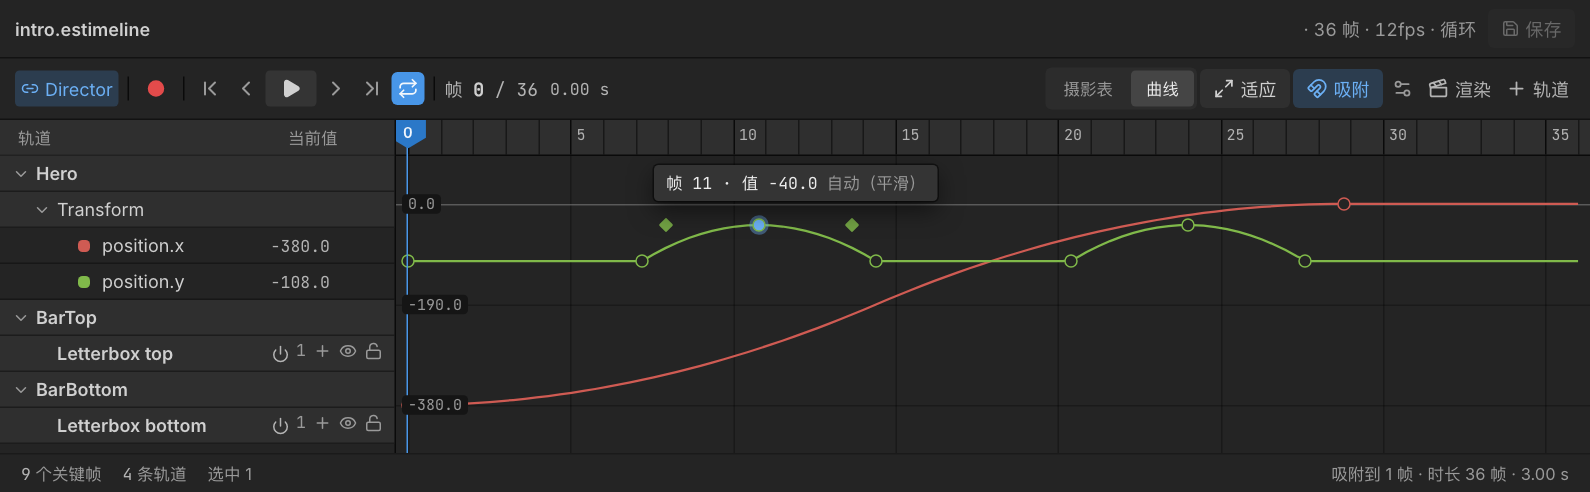 intro.estimeline
· 36 帧 · 12fps · 循环
保存
Director
帧 0 / 36 0.00 s
摄影表
曲线
适应
吸附
渲染
轨道
轨道
当前值
0
5
10
15
20
25
30
35
Hero
帧 11 · 值 -40.0 自动（平滑）
Transform
0.0
position.x
-380.0
position.y
-108.0
-190.0
BarTop
Letterbox top
1
BarBottom
-380.0
Letterbox bottom
1
9 个关键帧
4 条轨道
选中 1
吸附到 1 帧 · 时长 36 帧 · 3.00 s